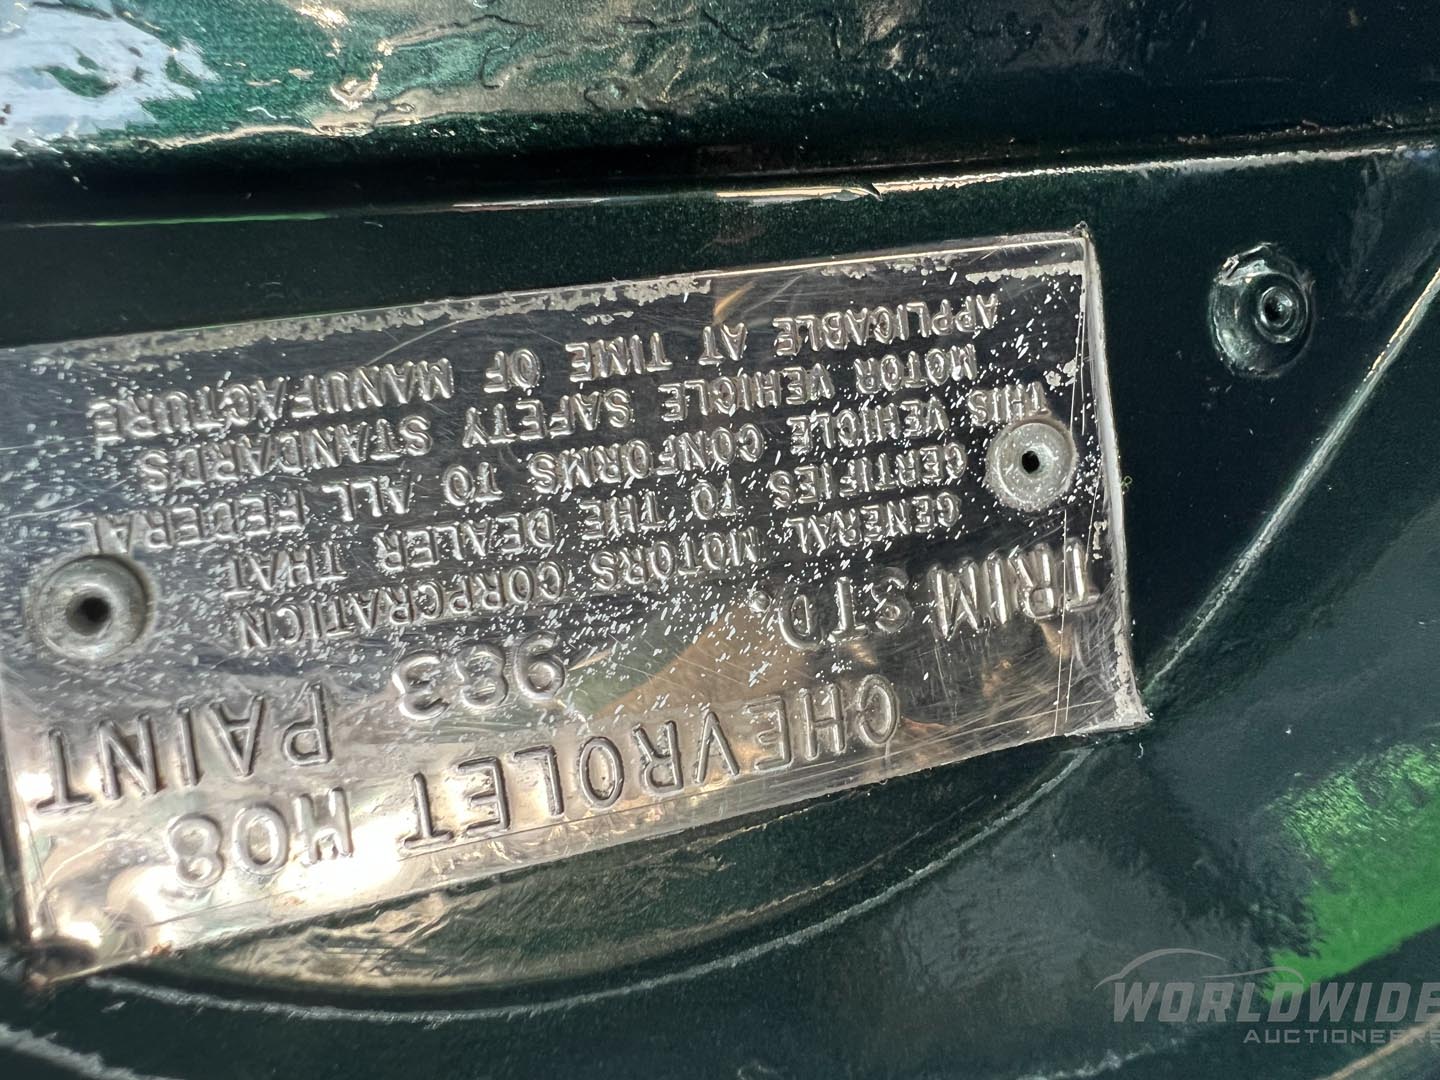 CHEVROLET M08
TRIM STD. 983 PAINT
GENERAL MOTORS CORPORATION
CERTIFIES TO THE DEALER THAT
THIS VEHICLE CONFORMS TO ALL FEDERAL
MOTOR VEHICLE SAFETY STANDARDS
APPLICABLE AT TIME OF MANUFACTURE
WORLDWIDE
AUCTIONEERS